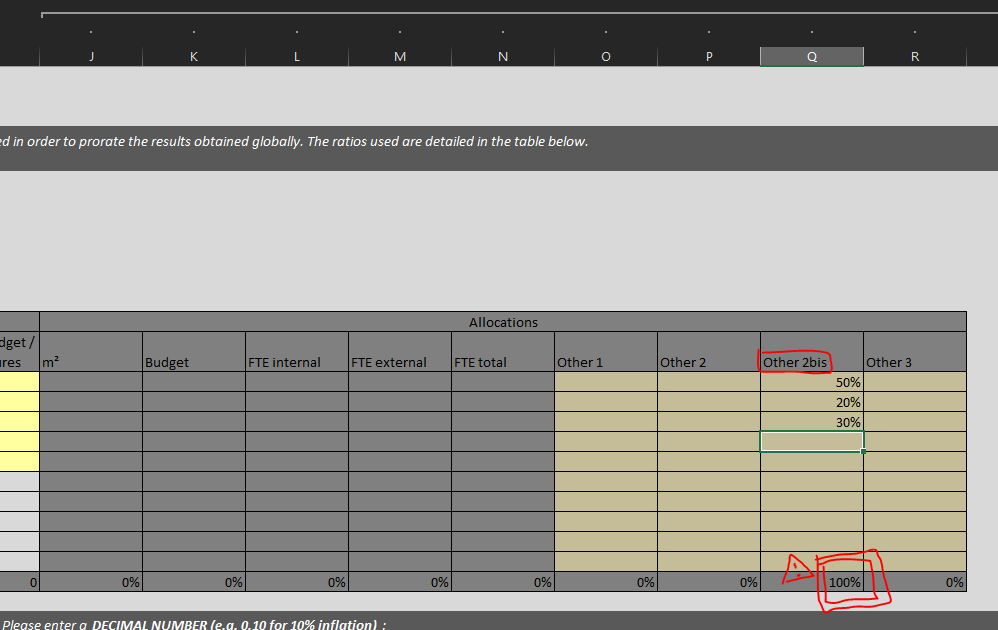 J K L M N O P Q R
ed in order to prorate the results obtained globally. The ratios used are detailed in the table below.
Allocations
dget /
res m² Budget FTE internal FTE external FTE total Other 1 Other 2 Other 2bis Other 3
50%
20%
30%
0 0% 0% 0% 0% 0% 0% 0% 100% 0%
Please enter a DECIMAL NUMBER (e.g. 0.10 for 10% inflation) :